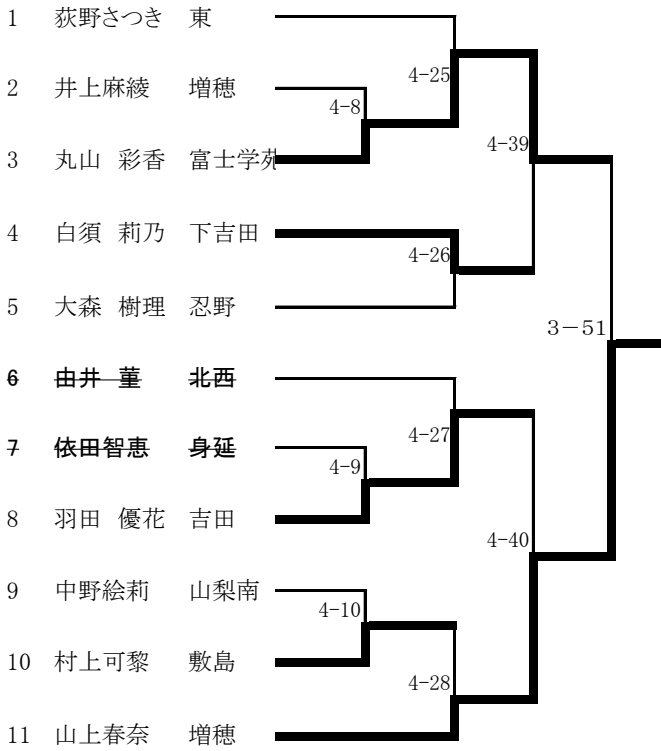 1 荻野さつき 東
4-25
2 井上麻綾 増穂
4-8
4-39
3 丸山 彩香 富士学苑
4 白須 莉乃 下吉田
4-26
5 大森 樹理 忍野
3－51
6 由井 菫 北西
4-27
7 依田智恵 身延
4-9
8 羽田 優花 吉田
4-40
9 中野絵莉 山梨南
4-10
10 村上可黎 敷島
4-28
11 山上春奈 増穂